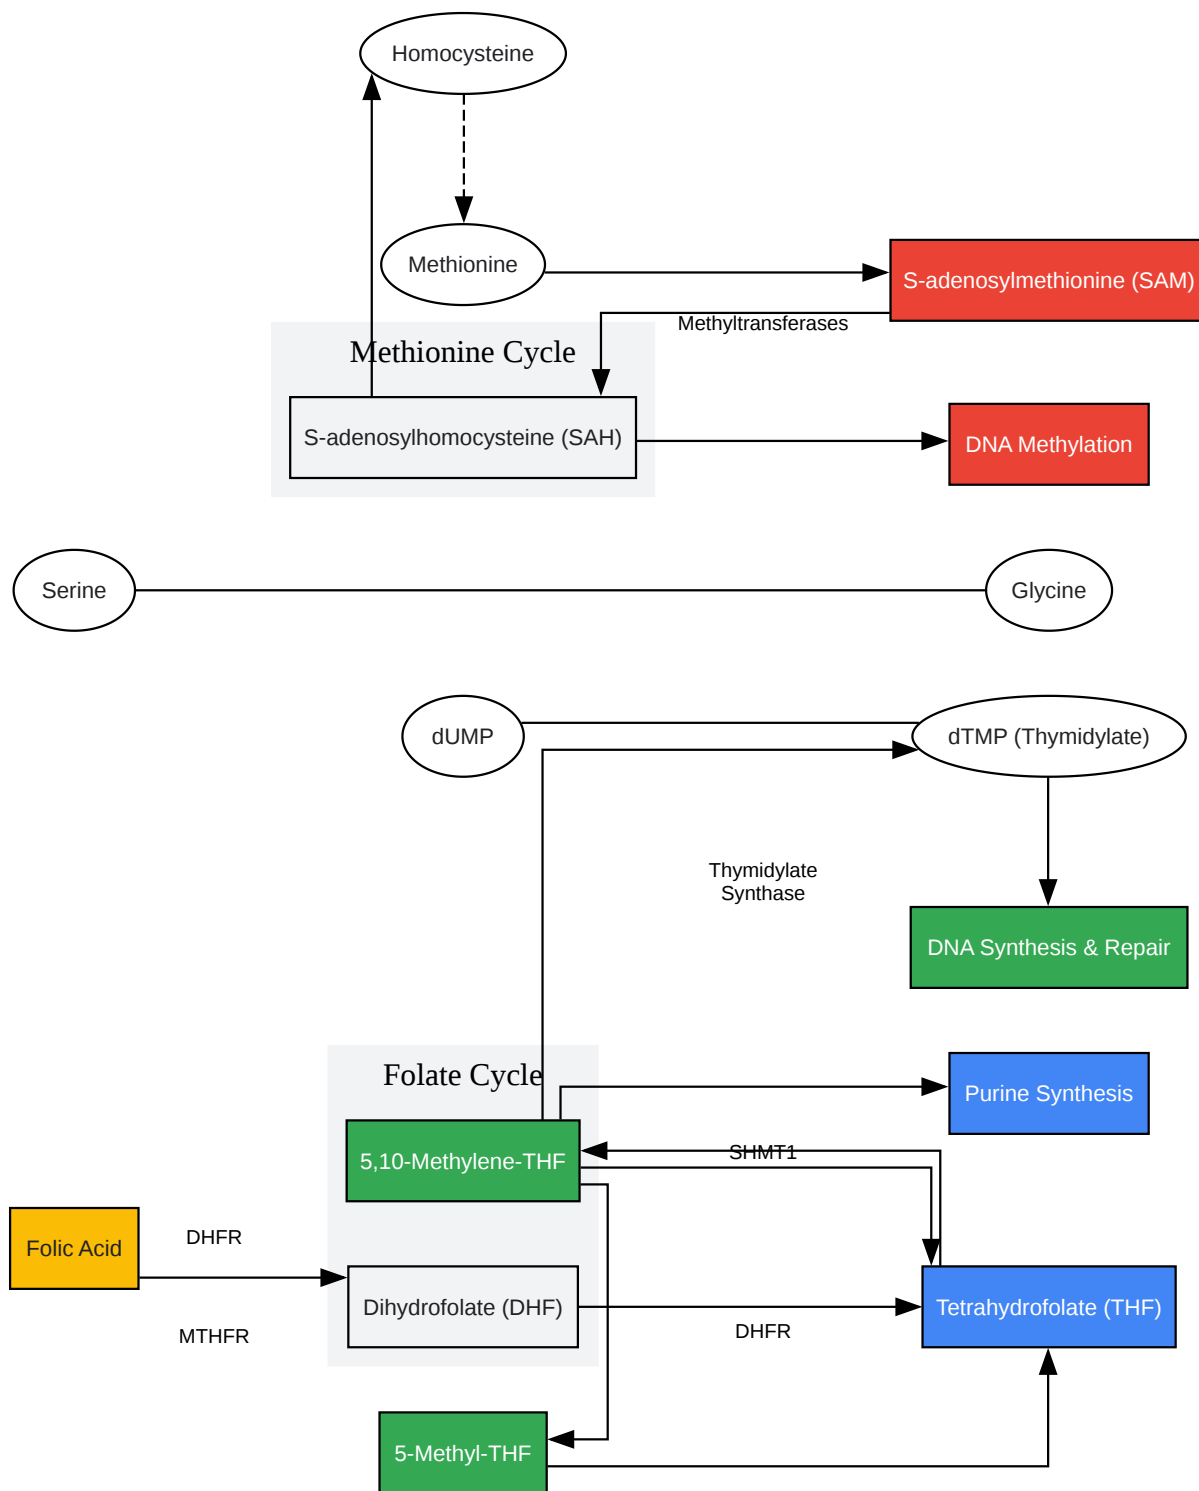 Homocysteine
Methionine
S-adenosylmethionine (SAM)
Methyltransferases
Methionine Cycle
S-adenosylhomocysteine (SAH)
DNA Methylation
Serine
Glycine
dUMP
dTMP (Thymidylate)
Thymidylate
Synthase
DNA Synthesis & Repair
Folate Cycle
Purine Synthesis
5,10-Methylene-THF
SHMT1
Folic Acid
DHFR
MTHFR
Dihydrofolate (DHF)
DHFR
Tetrahydrofolate (THF)
5-Methyl-THF